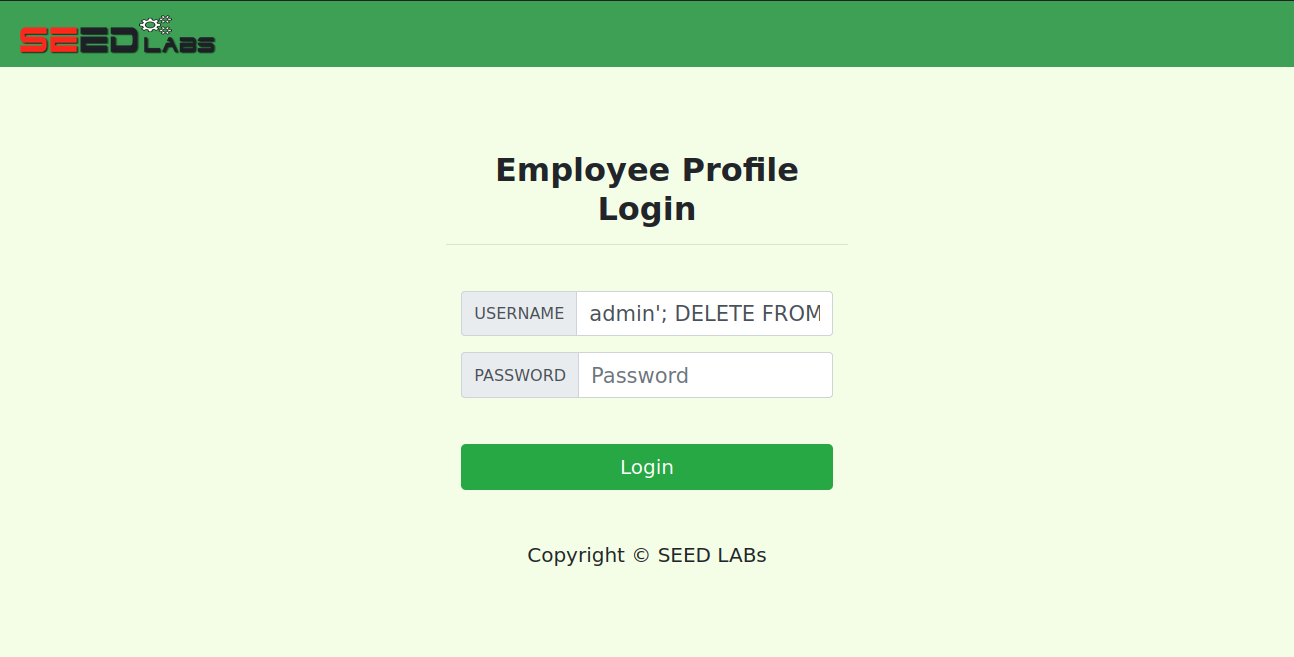 SEED LABS
Employee Profile
Login
USERNAME admin'; DELETE FROM
PASSWORD Password
Login
Copyright © SEED LABs